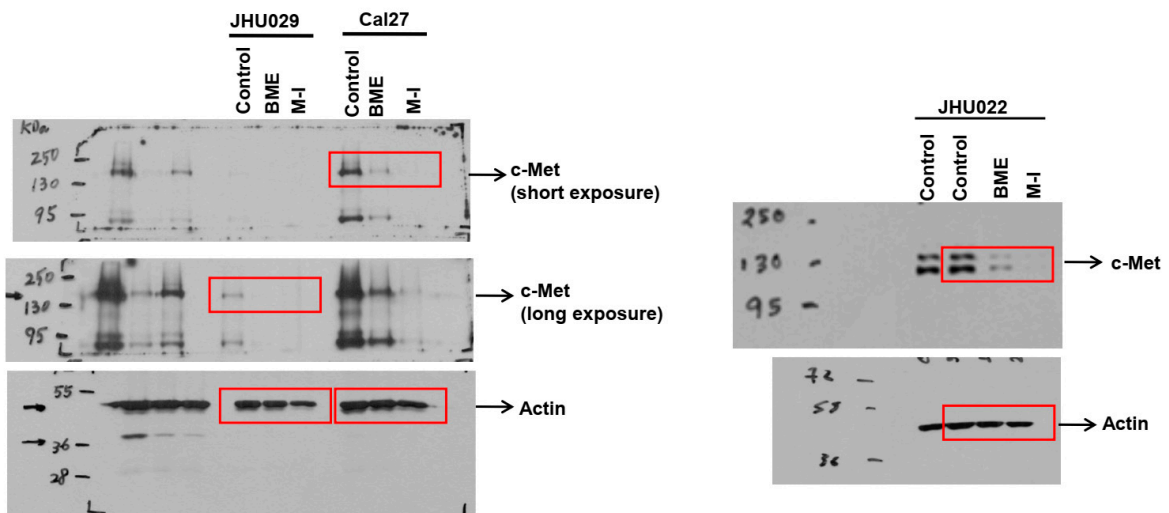 JHU029 Cal27
Control BME M-I Control BME M-I
KDa
250
130
95
c-Met
(short exposure)
250
130
95
c-Met
(long exposure)
55
36
28
Actin
JHU022
Control Control BME M-I
250
130
95
c-Met
72
55
36
Actin